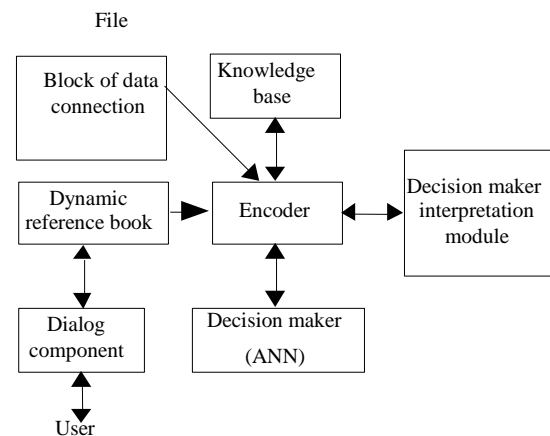 File
Block of data
connection
Knowledge
base
Dynamic
reference book
Encoder
Decision maker
interpretation
module
Dialog
component
Decision maker
(ANN)
User